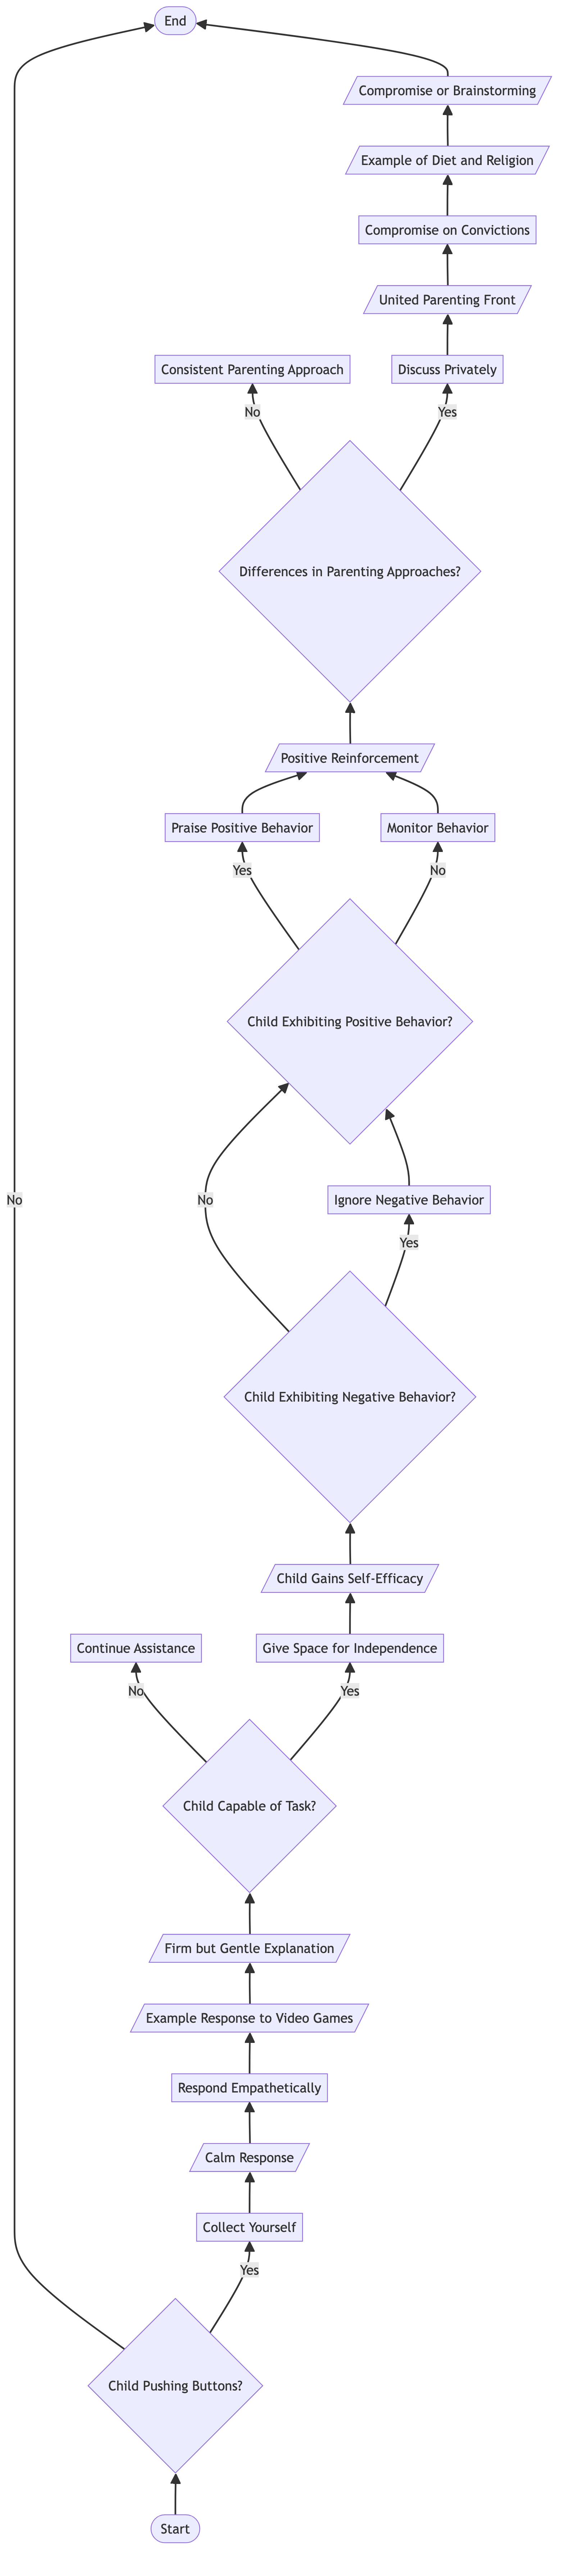 End
Compromise or Brainstorming
Example of Diet and Religion
Compromise on Convictions
United Parenting Front
Consistent Parenting Approach
Discuss Privately
No
Yes
Differences in Parenting Approaches?
Positive Reinforcement
Praise Positive Behavior
Monitor Behavior
Yes
No
Child Exhibiting Positive Behavior?
No
No
Ignore Negative Behavior
Yes
Child Exhibiting Negative Behavior?
Child Gains Self-Efficacy
Continue Assistance
Give Space for Independence
No
Yes
Child Capable of Task?
Firm but Gentle Explanation
Example Response to Video Games
Respond Empathetically
Calm Response
Collect Yourself
Yes
Child Pushing Buttons?
Start